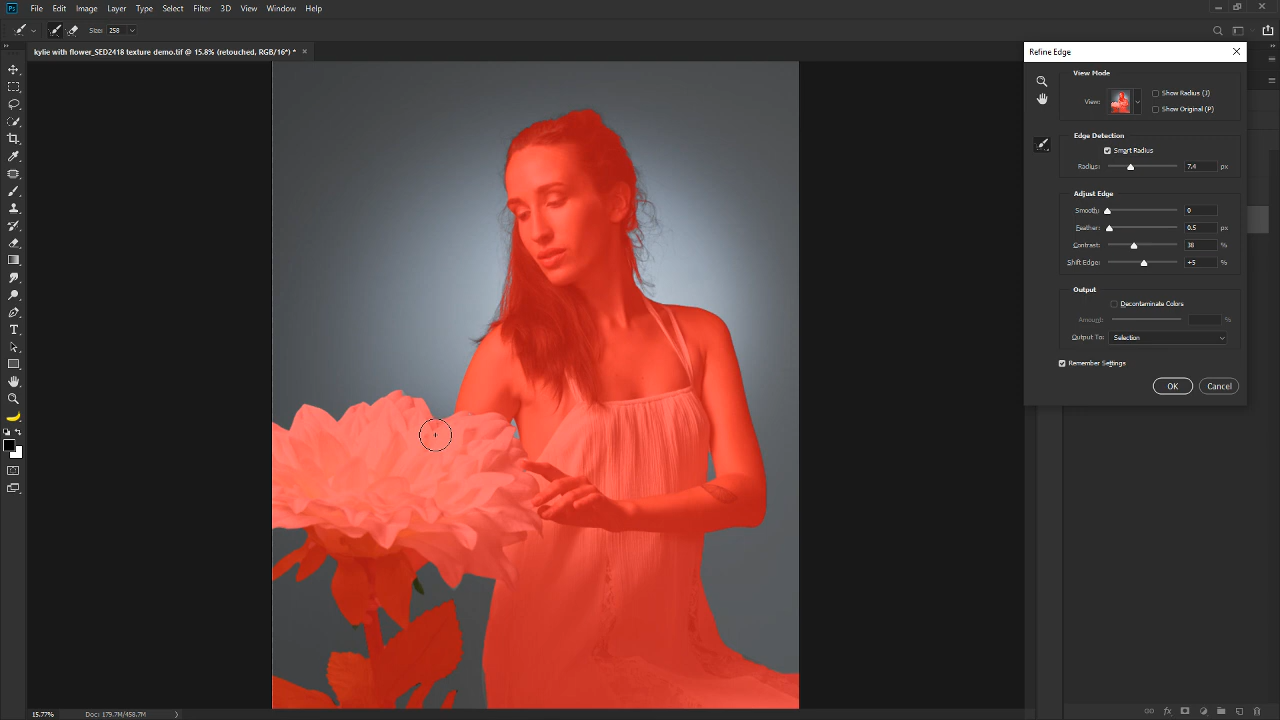 Ps File Edit Image Layer Type Select Filter 3D View Window Help
Size: 258
kylie with flower_SED2418 texture demo.tif @ 15.8% (retouched, RGB/16*) *
Refine Edge
View Mode
View:
Show Radius (J)
Show Original (P)
Edge Detection
Smart Radius
Radius: 7.4 px
Adjust Edge
Smooth: 0
Feather: 0.5 px
Contrast: 38 %
Shift Edge: +5 %
Output
Decontaminate Colors
Amount: %
Output To: Selection
Remember Settings
OK Cancel
15.77% Doc: 179.7M/458.7M